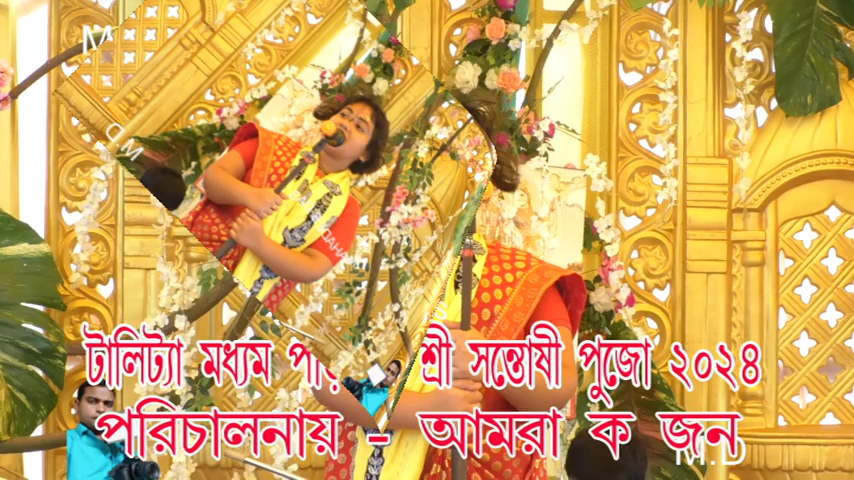 টালিট্যা মধ্যম শ্রী সন্তোষী পুজো ২০২৪
পরিচালনায় - আমরা ক জন
M.D